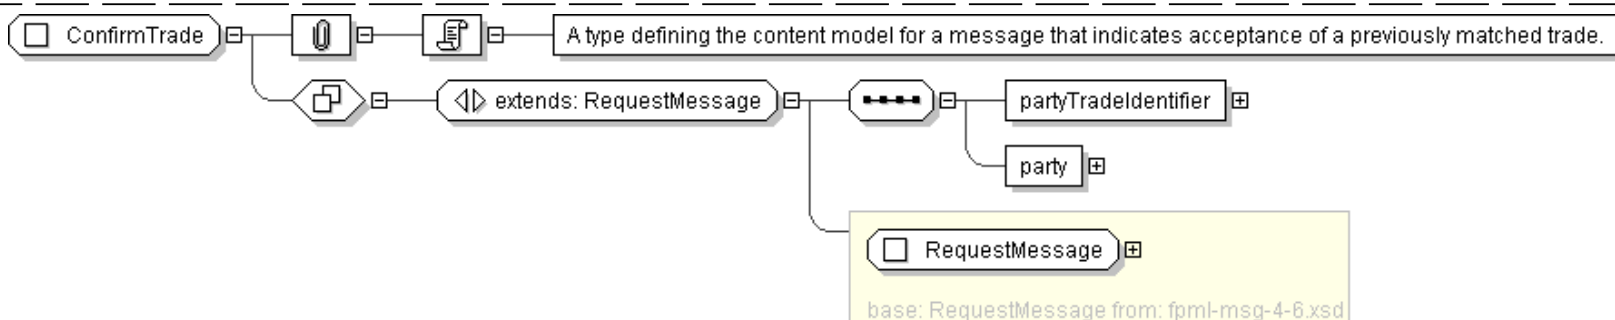 ConfirmTrade
A type defining the content model for a message that indicates acceptance of a previously matched trade.
extends: RequestMessage
partyTradeIdentifier
party
RequestMessage
base: RequestMessage from: fpml-msg-4-6.xsd